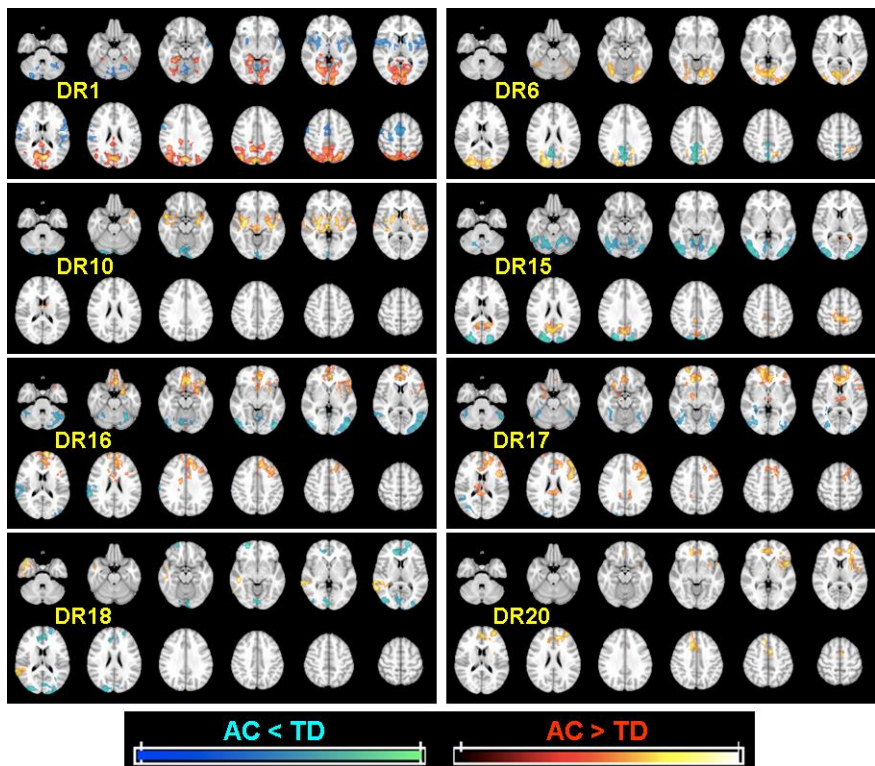 DR1
DR6
DR10
DR15
DR16
DR17
DR18
DR20
AC < TD
AC > TD